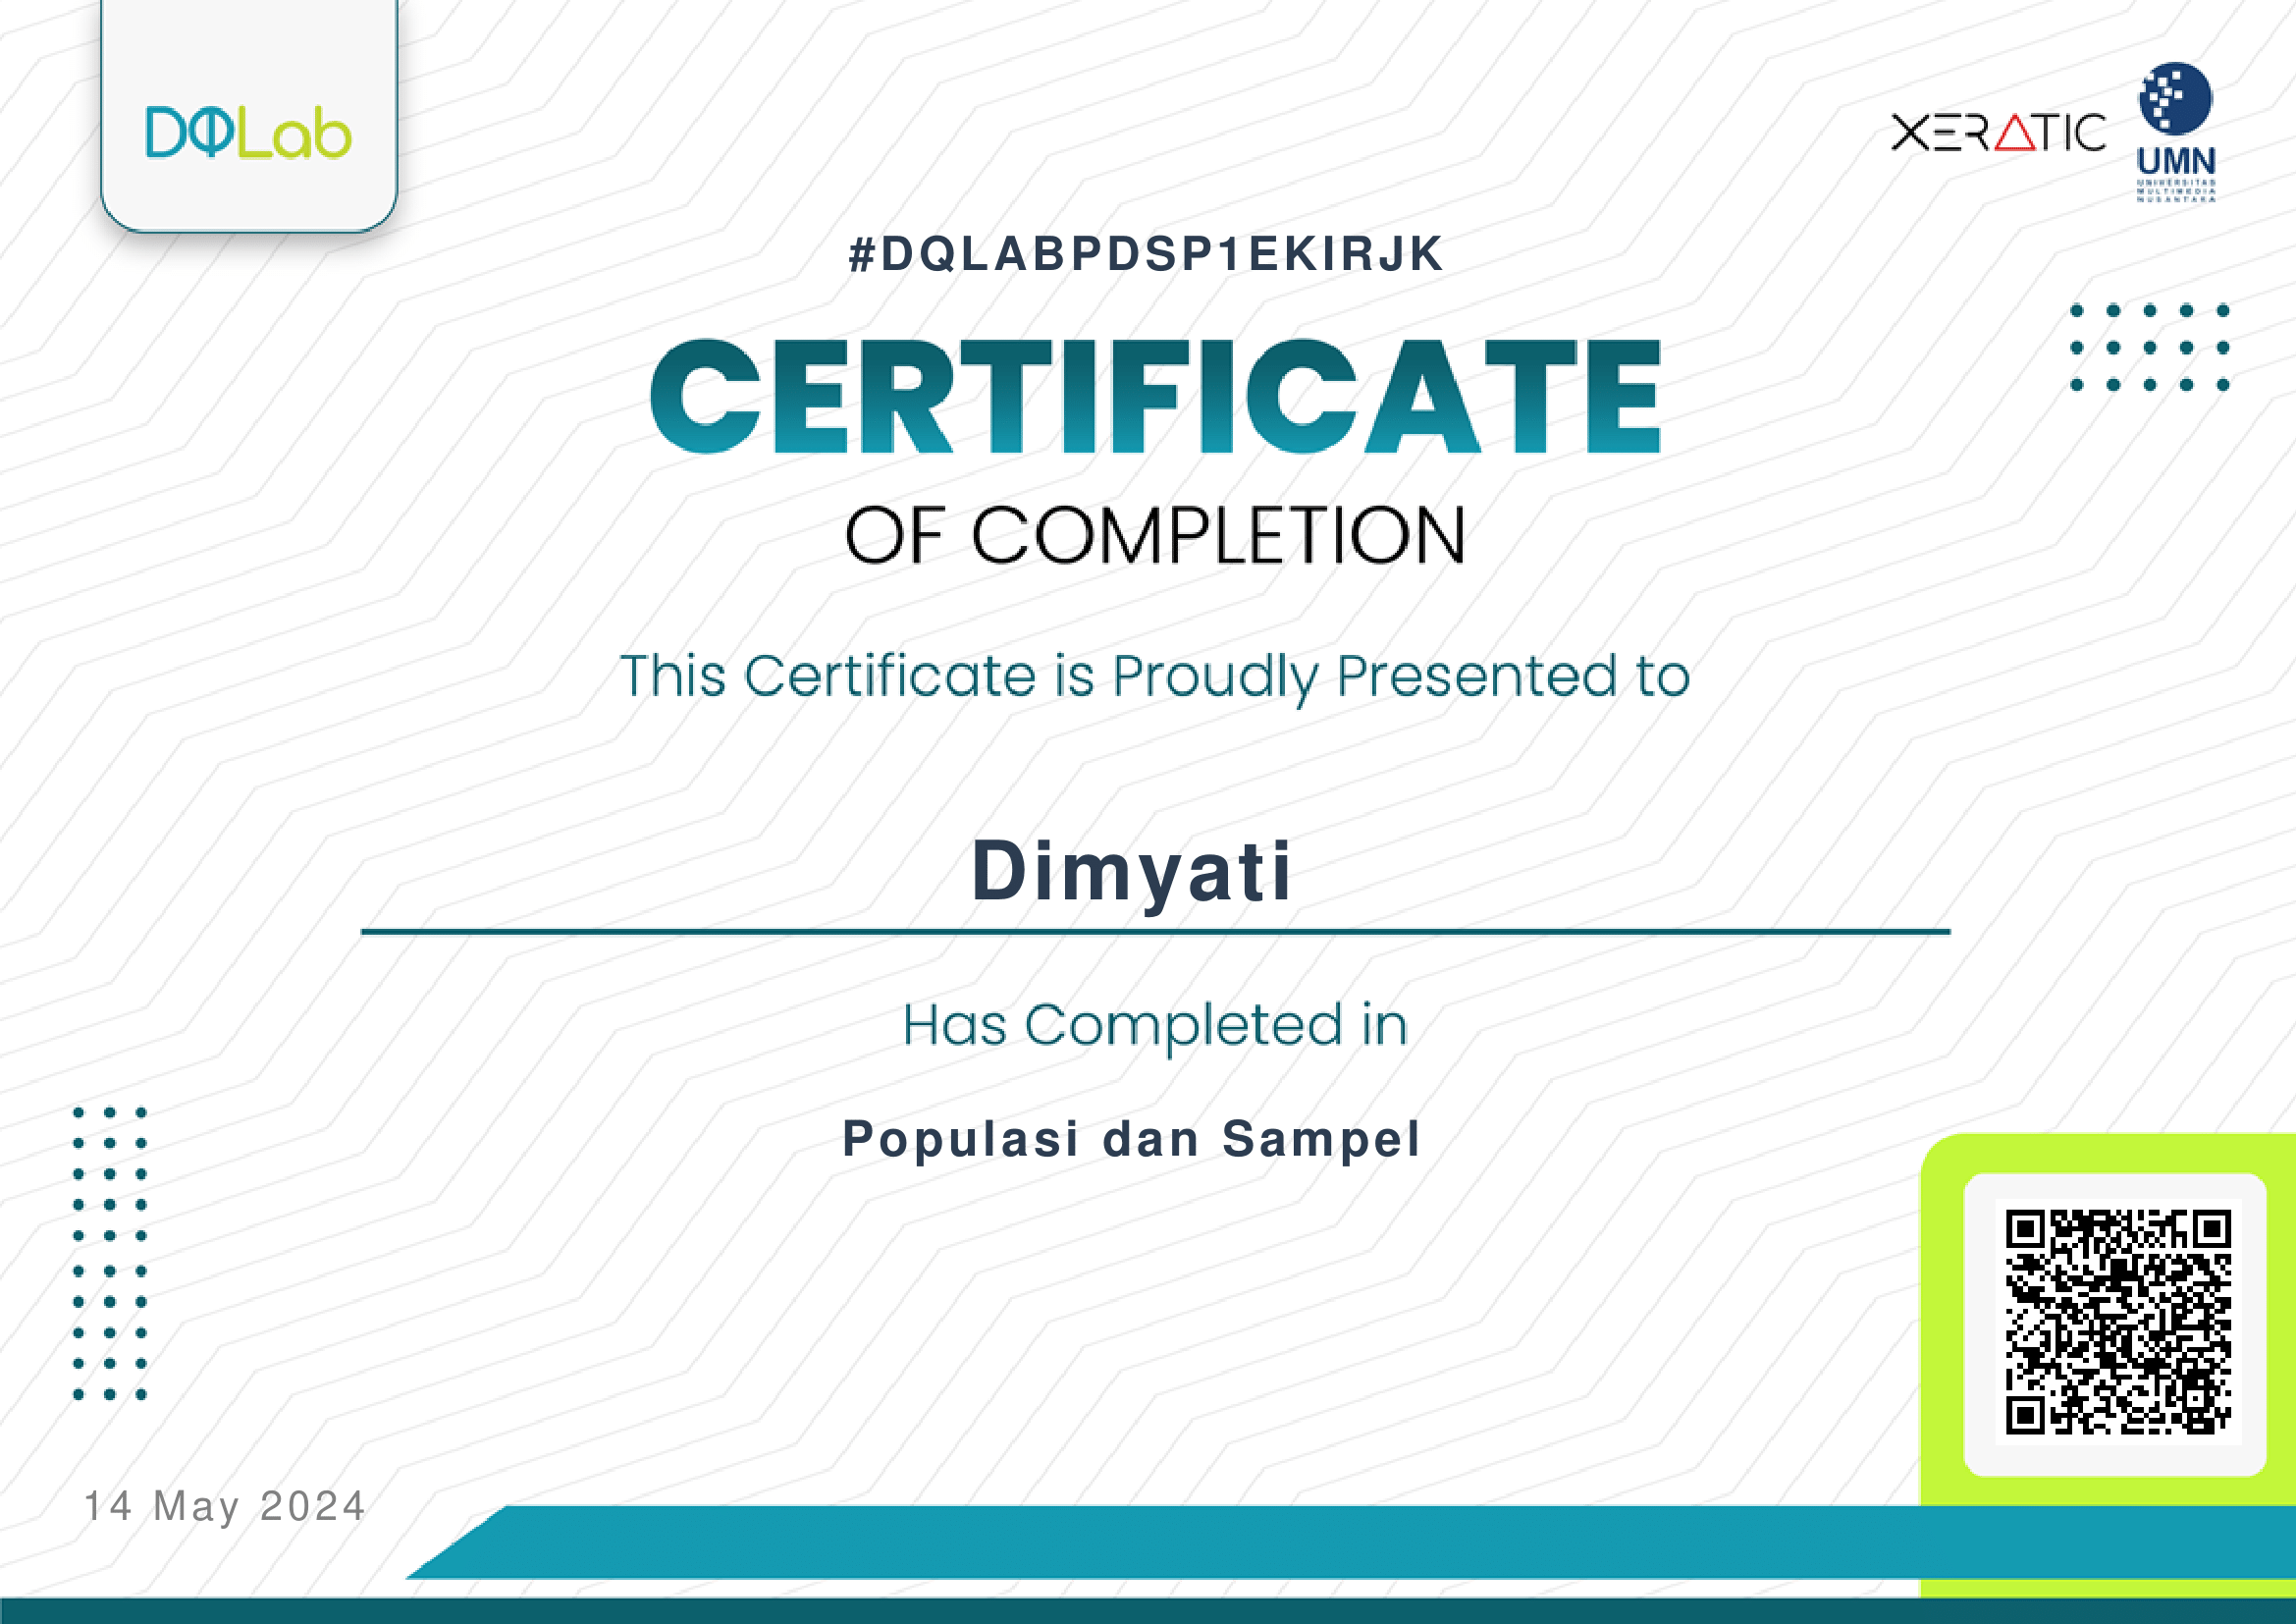 DQLab
XERATIC
UMN
UNIVERSITAS
MULTIMEDIA
NUSANTARA
#DQLABPDSP1EKIRJK
CERTIFICATE
OF COMPLETION
This Certificate is Proudly Presented to
Dimyati
Has Completed in
Populasi dan Sampel
14 May 2024